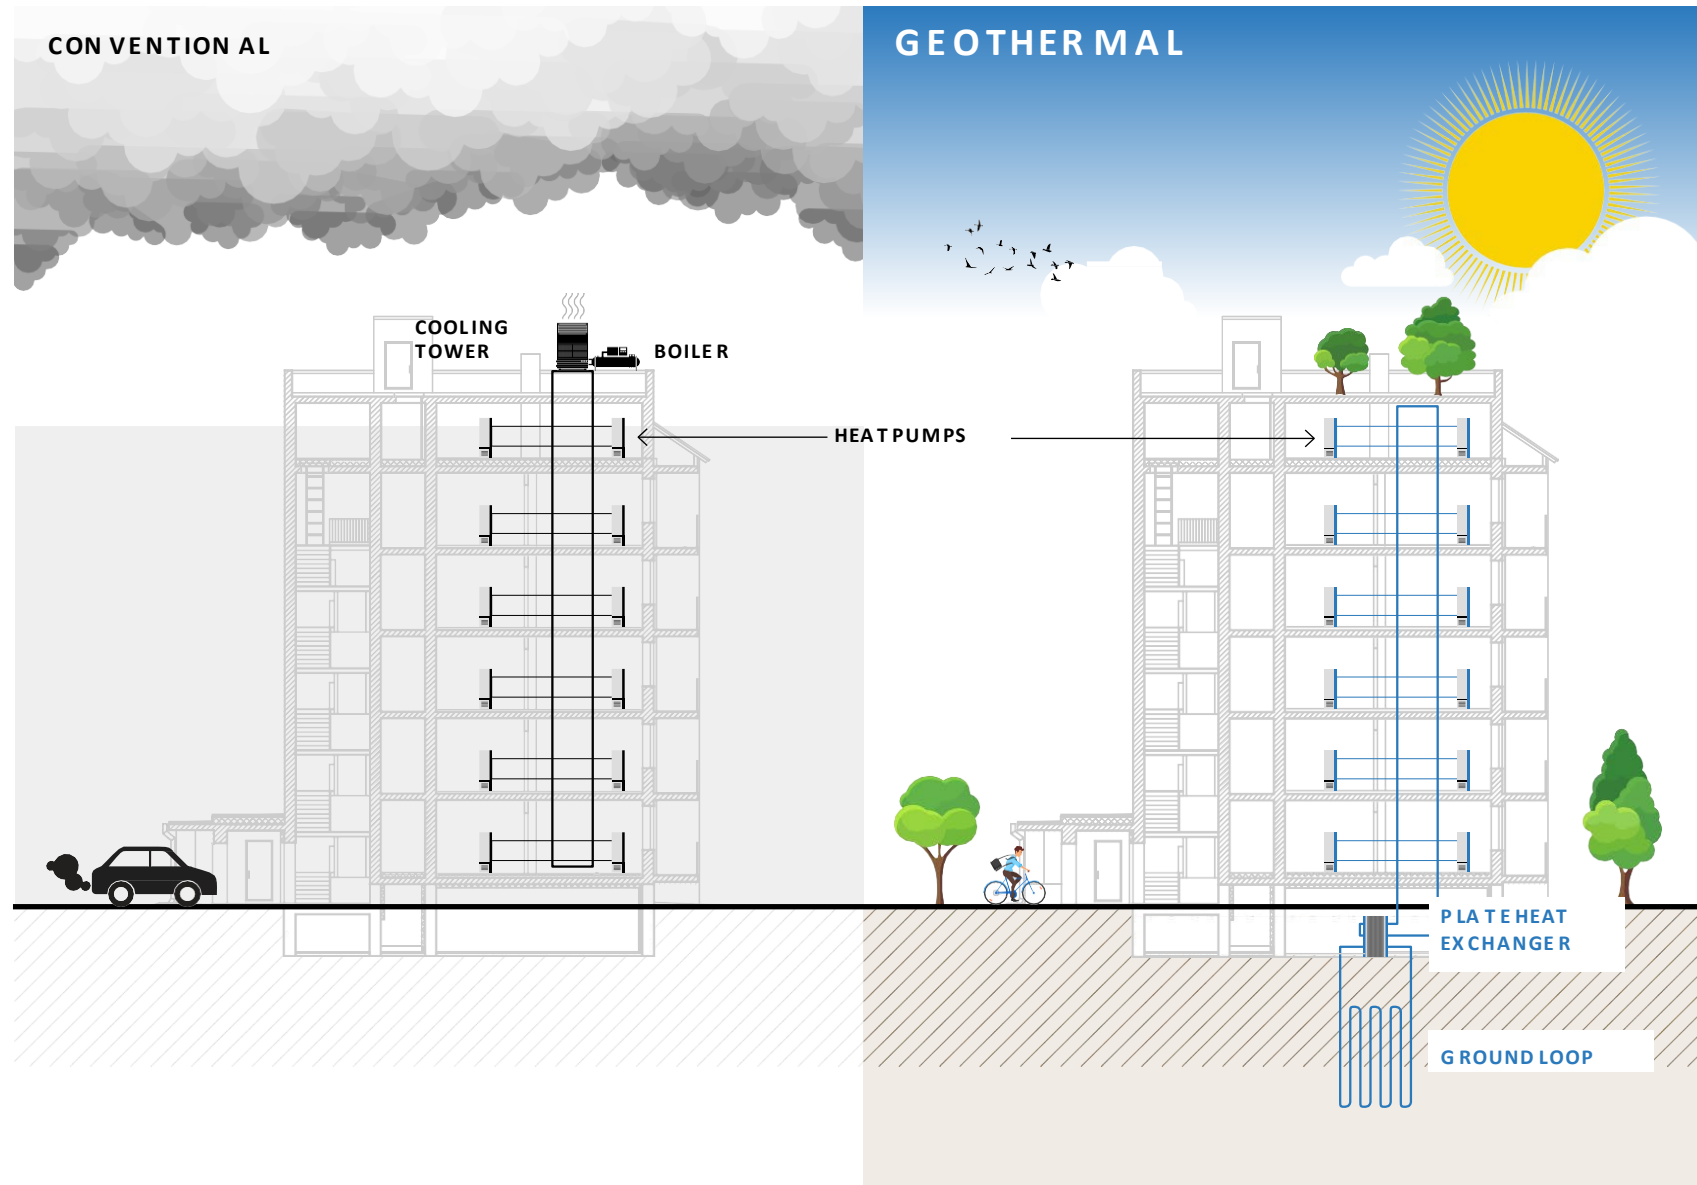 CONVENTIONAL
GEOTHERMAL
COOLING
TOWER
BOILER
HEAT PUMPS
PLATE HEAT
EXCHANGER
GROUND LOOP